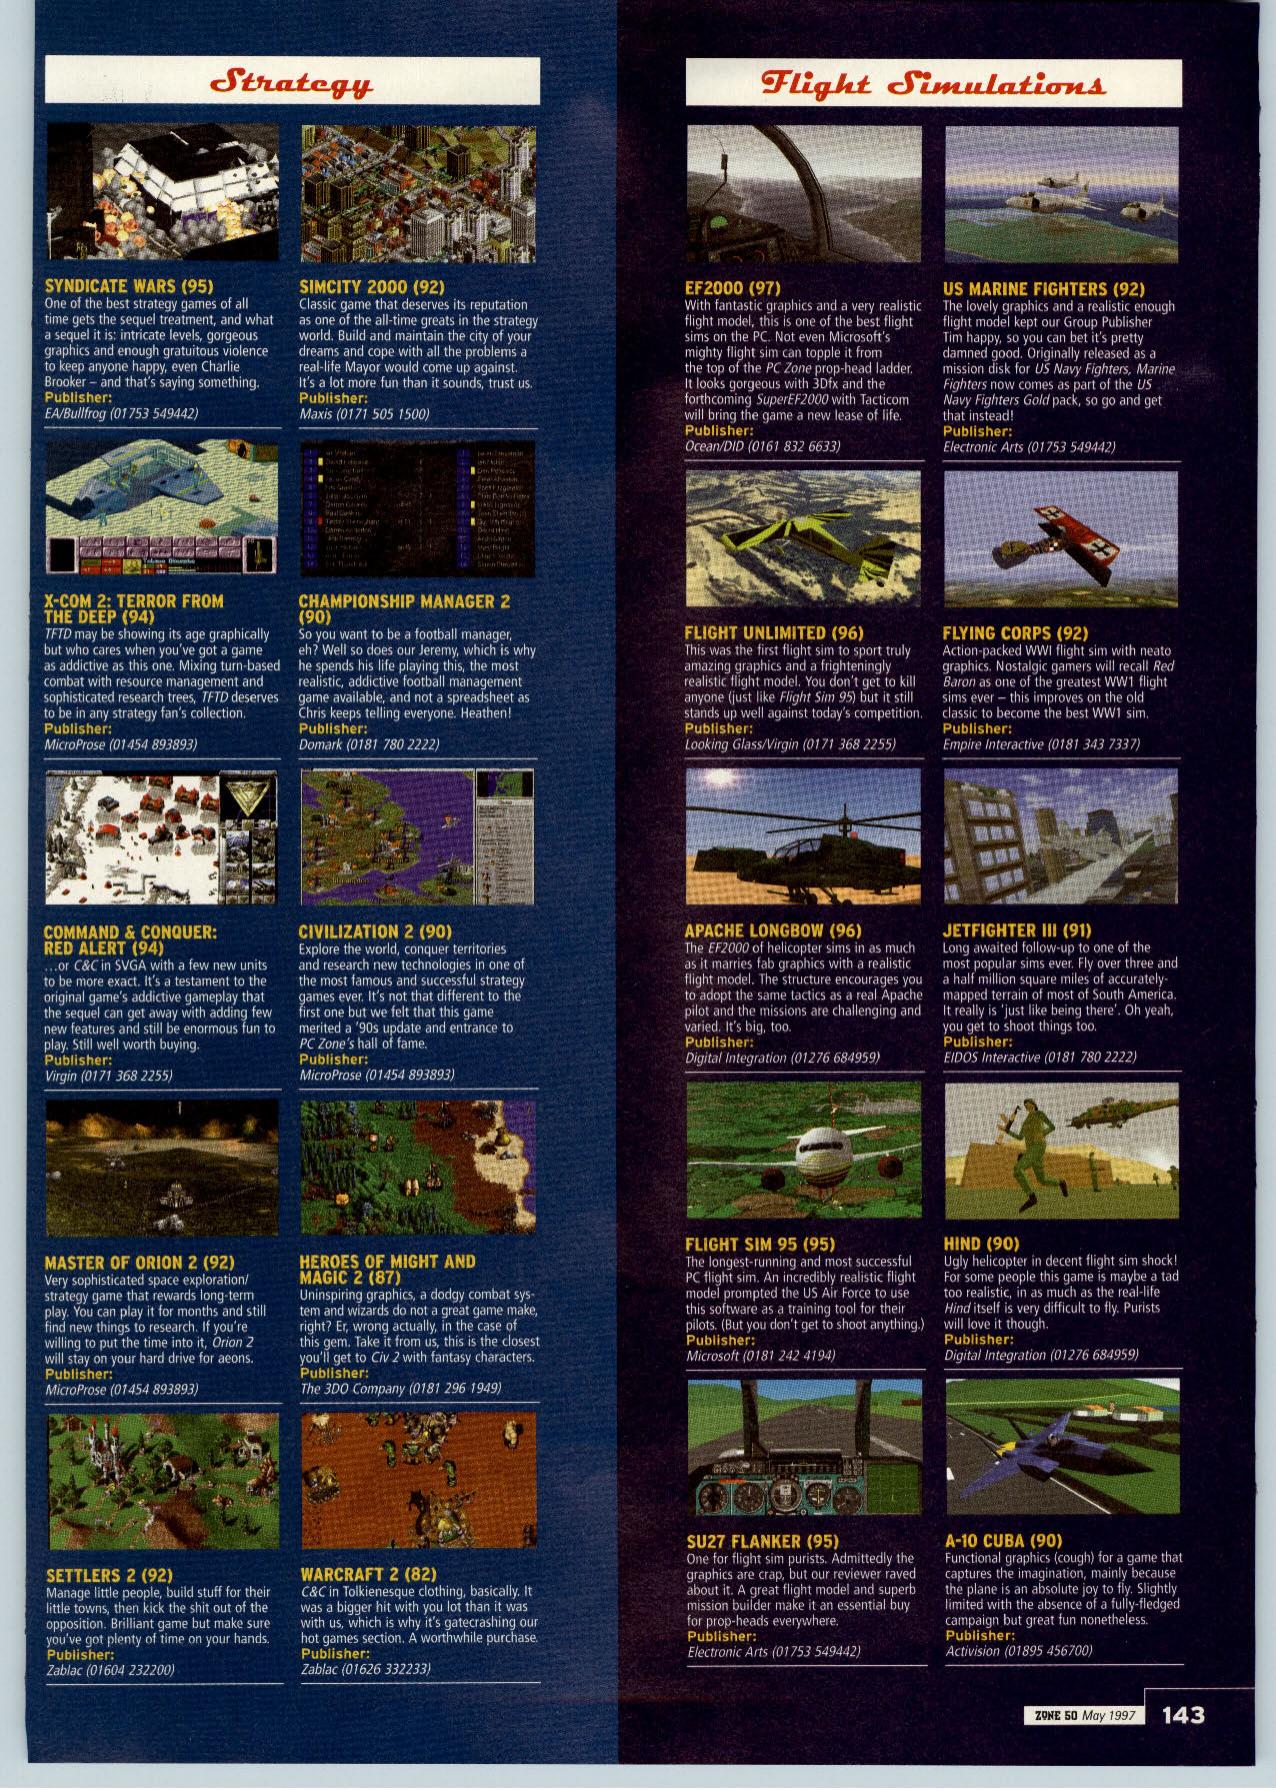 Strategy
SYNDICATE WARS (95)
One of the best strategy games of all
time gets the sequel treatment, and what
a sequel it is: intricate levels, gorgeous
graphics and enough gratuitous violence
to keep anyone happy, even Charlie
Brooker – and that's saying something.
Publisher:
EA/Bullfrog (01753 549442)
SIMCITY 2000 (92)
Classic game that deserves its reputation
as one of the all-time greats in the strategy
world. Build and maintain the city of your
dreams and cope with all the problems a
real-life Mayor would come up against.
It's a lot more fun than it sounds, trust us.
Publisher:
Maxis (0171 505 1500)
X-COM 2: TERROR FROM
THE DEEP (94)
TFTD may be showing its age graphically
but who cares when you've got a game
as addictive as this one. Mixing turn-based
combat with resource management and
sophisticated research trees, TFTD deserves
to be in any strategy fan's collection.
Publisher:
MicroProse (01454 893893)
CHAMPIONSHIP MANAGER 2
(90)
So you want to be a football manager,
eh? Well so does our Jeremy, which is why
he spends his life playing this, the most
realistic, addictive football management
game available, and not a spreadsheet as
Chris keeps telling everyone. Heathen!
Publisher:
Domark (0181 780 2222)
COMMAND & CONQUER:
RED ALERT (94)
...or C&C in SVGA with a few new units
to be more exact. It's a testament to the
original game's addictive gameplay that
the sequel can get away with adding few
new features and still be enormous fun to
play. Still well worth buying.
Publisher:
Virgin (0171 368 2255)
CIVILIZATION 2 (90)
Explore the world, conquer territories
and research new technologies in one of
the most famous and successful strategy
games ever. It's not that different to the
first one but we felt that this game
merited a '90s update and entrance to
PC Zone's hall of fame.
Publisher:
MicroProse (01454 893893)
MASTER OF ORION 2 (92)
Very sophisticated space exploration/
strategy game that rewards long-term
play. You can play it for months and still
find new things to research. If you're
willing to put the time into it, Orion 2
will stay on your hard drive for aeons.
Publisher:
MicroProse (01454 893893)
HEROES OF MIGHT AND
MAGIC 2 (87)
Uninspiring graphics, a dodgy combat sys-
tem and wizards do not a great game make,
right? Er, wrong actually, in the case of
this gem. Take it from us, this is the closest
you'll get to Civ 2 with fantasy characters.
Publisher:
The 3DO Company (0181 296 1949)
SETTLERS 2 (92)
Manage little people, build stuff for their
little towns, then kick the shit out of the
opposition. Brilliant game but make sure
you've got plenty of time on your hands.
Publisher:
Zablac (01604 232200)
WARCRAFT 2 (82)
C&C in Tolkienesque clothing, basically. It
was a bigger hit with you lot than it was
with us, which is why it's gatecrashing our
hot games section. A worthwhile purchase.
Publisher:
Zablac (01626 332233)
Flight Simulations
EF2000 (97)
With fantastic graphics and a very realistic
flight model, this is one of the best flight
sims on the PC. Not even Microsoft's
mighty flight sim can topple it from
the top of the PC Zone prop-head ladder.
It looks gorgeous with 3Dfx and the
forthcoming SuperEF2000 with Tacticom
will bring the game a new lease of life.
Publisher:
Ocean/DID (0161 832 6633)
US MARINE FIGHTERS (92)
The lovely graphics and a realistic enough
flight model kept our Group Publisher
Tim happy, so you can bet it's pretty
damned good. Originally released as a
mission disk for US Navy Fighters, Marine
Fighters now comes as part of the US
Navy Fighters Gold pack, so go and get
that instead!
Publisher:
Electronic Arts (01753 549442)
FLIGHT UNLIMITED (96)
This was the first flight sim to sport truly
amazing graphics and a frighteningly
realistic flight model. You don't get to kill
anyone (just like Flight Sim 95) but it still
stands up well against today's competition.
Publisher:
Looking Glass/Virgin (0171 368 2255)
FLYING CORPS (92)
Action-packed WWI flight sim with neato
graphics. Nostalgic gamers will recall Red
Baron as one of the greatest WW1 flight
sims ever – this improves on the old
classic to become the best WW1 sim.
Publisher:
Empire Interactive (0181 343 7337)
APACHE LONGBOW (96)
The EF2000 of helicopter sims in as much
as it marries fab graphics with a realistic
flight model. The structure encourages you
to adopt the same tactics as a real Apache
pilot and the missions are challenging and
varied. It's big, too.
Publisher:
Digital Integration (01276 684959)
JETFIGHTER III (91)
Long awaited follow-up to one of the
most popular sims ever. Fly over three and
a half million square miles of accurately-
mapped terrain of most of South America.
It really is 'just like being there'. Oh yeah,
you get to shoot things too.
Publisher:
EIDOS Interactive (0181 780 2222)
FLIGHT SIM 95 (95)
The longest-running and most successful
PC flight sim. An incredibly realistic flight
model prompted the US Air Force to use
this software as a training tool for their
pilots. (But you don't get to shoot anything.)
Publisher:
Microsoft (0181 242 4194)
HIND (90)
Ugly helicopter in decent flight sim shock!
For some people this game is maybe a tad
too realistic, in as much as the real-life
Hind itself is very difficult to fly. Purists
will love it though.
Publisher:
Digital Integration (01276 684959)
SU27 FLANKER (95)
One for flight sim purists. Admittedly the
graphics are crap, but our reviewer raved
about it. A great flight model and superb
mission builder make it an essential buy
for prop-heads everywhere.
Publisher:
Electronic Arts (01753 549442)
A-10 CUBA (90)
Functional graphics (cough) for a game that
captures the imagination, mainly because
the plane is an absolute joy to fly. Slightly
limited with the absence of a fully-fledged
campaign but great fun nonetheless.
Publisher:
Activision (01895 456700)
ZONE 50 May 1997 143